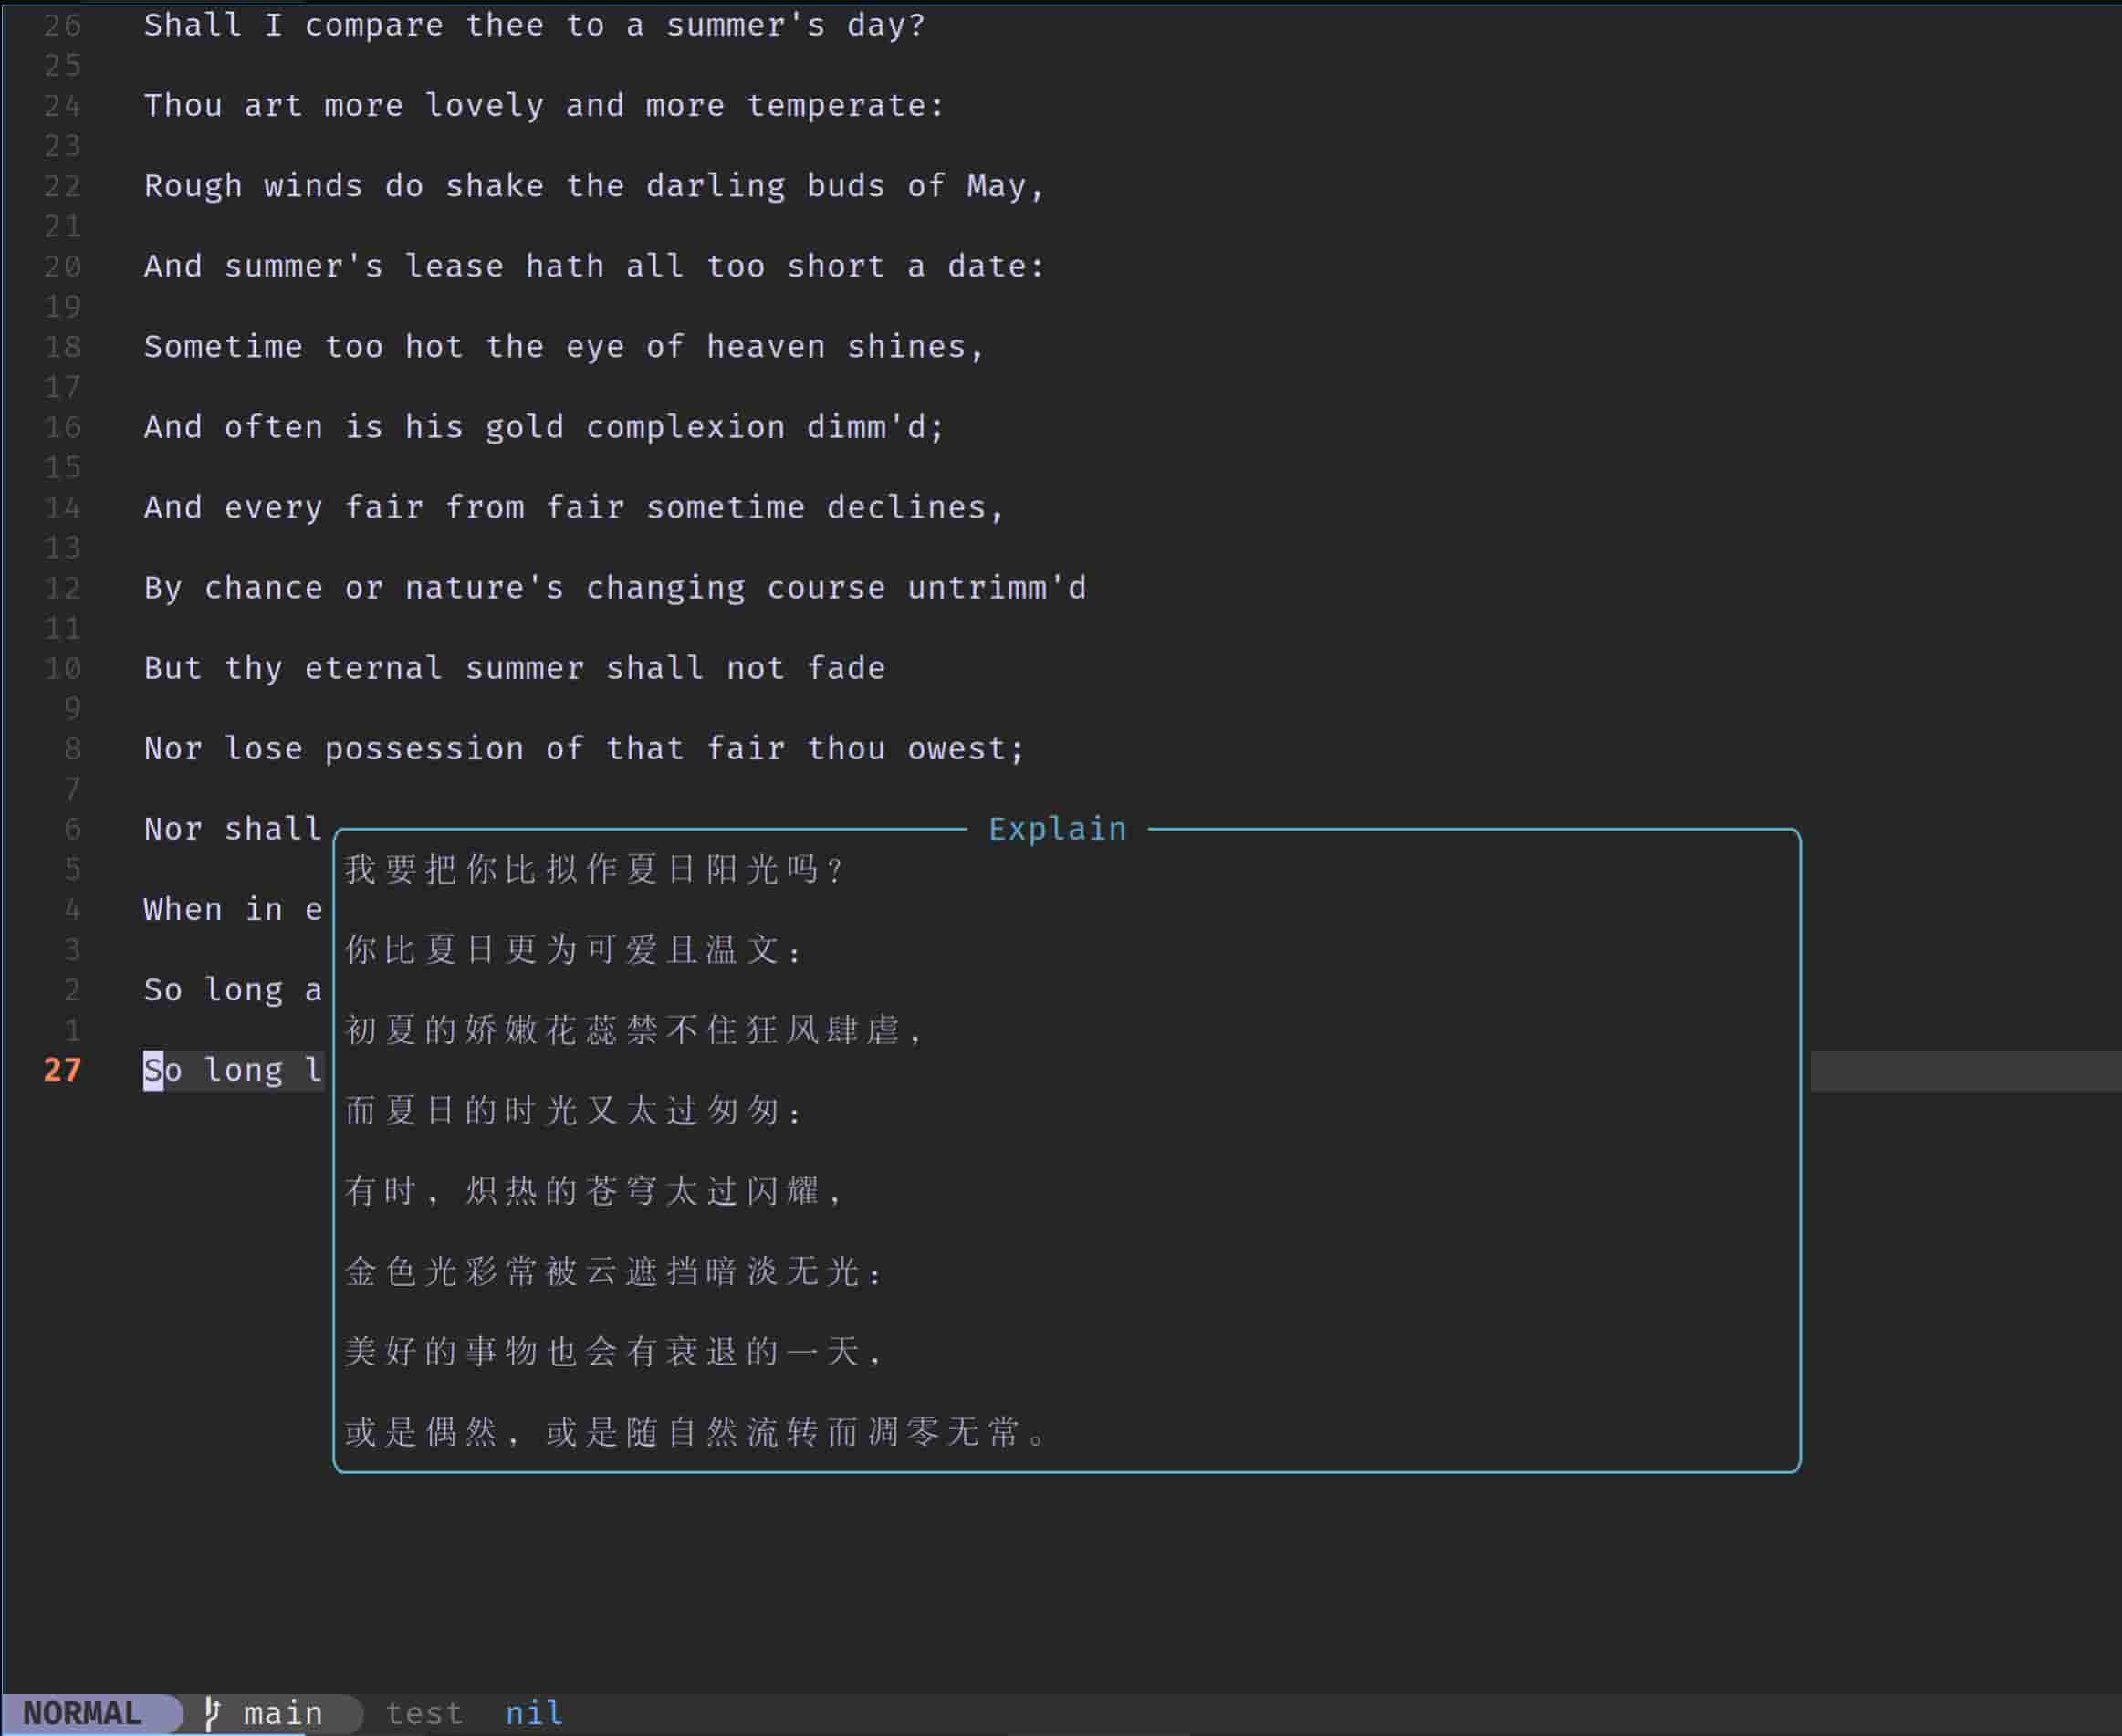 26 Shall I compare thee to a summer's day?
25
24 Thou art more lovely and more temperate:
23
22 Rough winds do shake the darling buds of May,
21
20 And summer's lease hath all too short a date:
19
18 Sometime too hot the eye of heaven shines,
17
16 And often is his gold complexion dimm'd;
15
14 And every fair from fair sometime declines,
13
12 By chance or nature's changing course untrimm'd
11
10 But thy eternal summer shall not fade
9
8 Nor lose possession of that fair thou owest;
7
6 Nor shall
5
4 When in e
3
2 So long a
1
27 So long l
Explain
我要把你比拟作夏日阳光吗?
你比夏日更为可爱且温文：
初夏的娇嫩花蕊禁不住狂风肆虐，
而夏日的时光又太过匆匆：
有时，炽热的苍穹太过闪耀，
金色光彩常被云遮挡暗淡无光：
美好的事物也会有衰退的一天，
或是偶然，或是随自然流转而凋零无常。
NORMAL main test nil